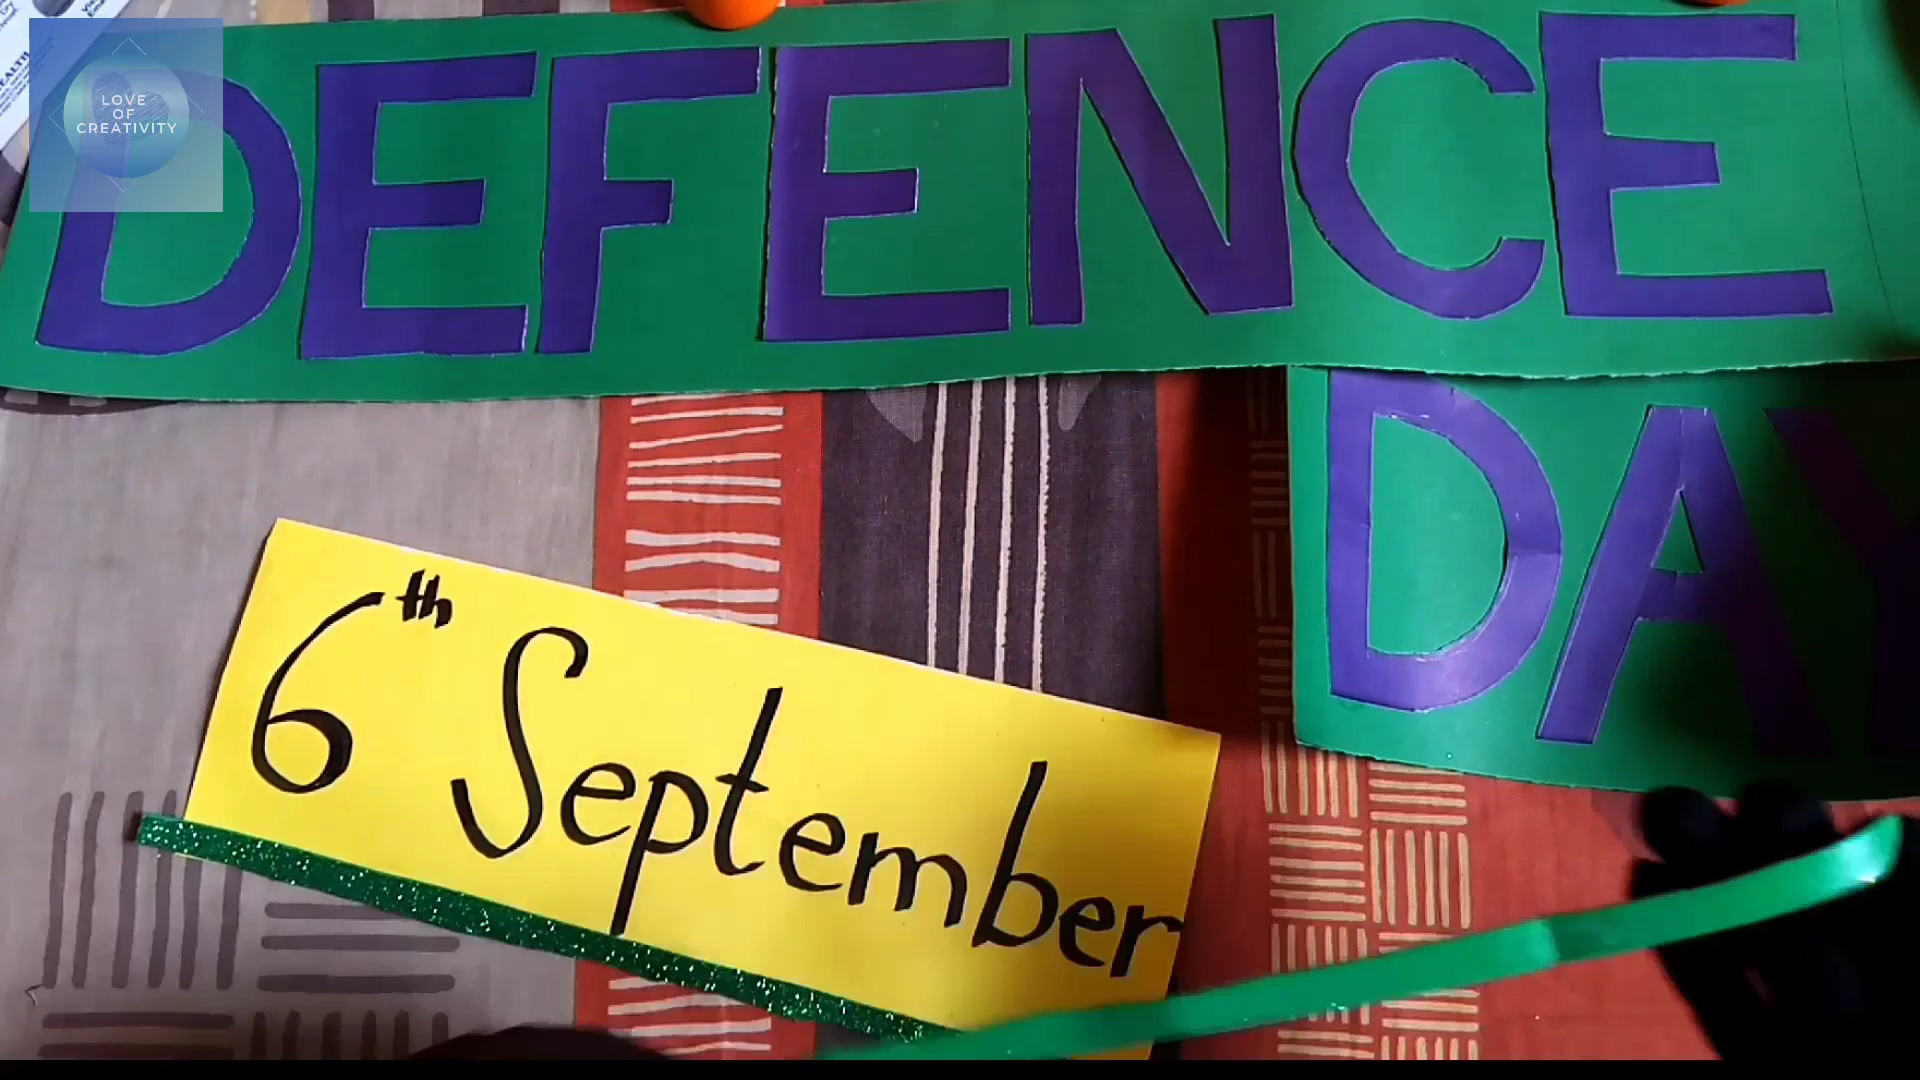 LOVE
OF
CREATIVITY
DEFENCE
DAY
6th September